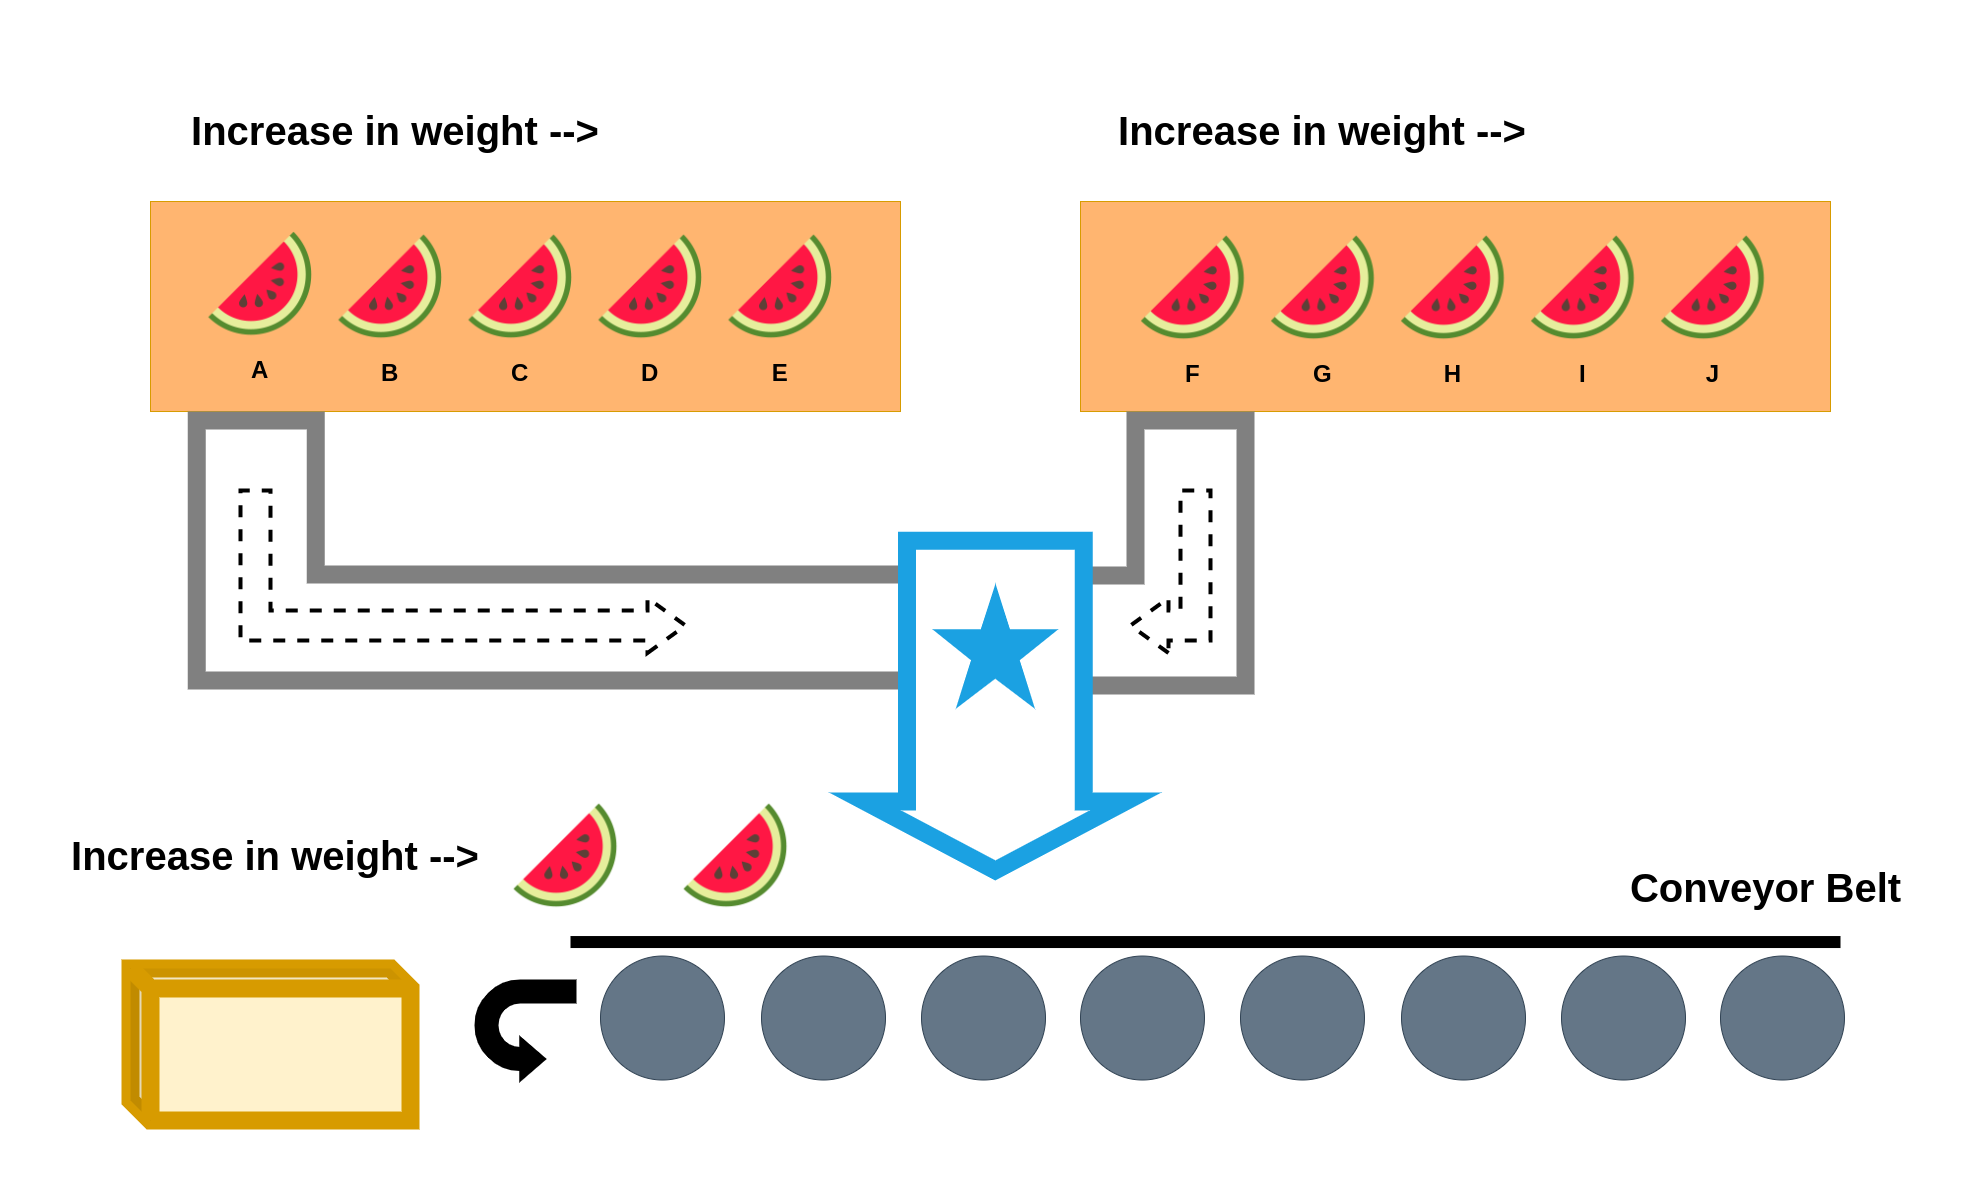 Increase in weight -->
Increase in weight -->
A B C D E
F G H I J
Increase in weight -->
Conveyor Belt